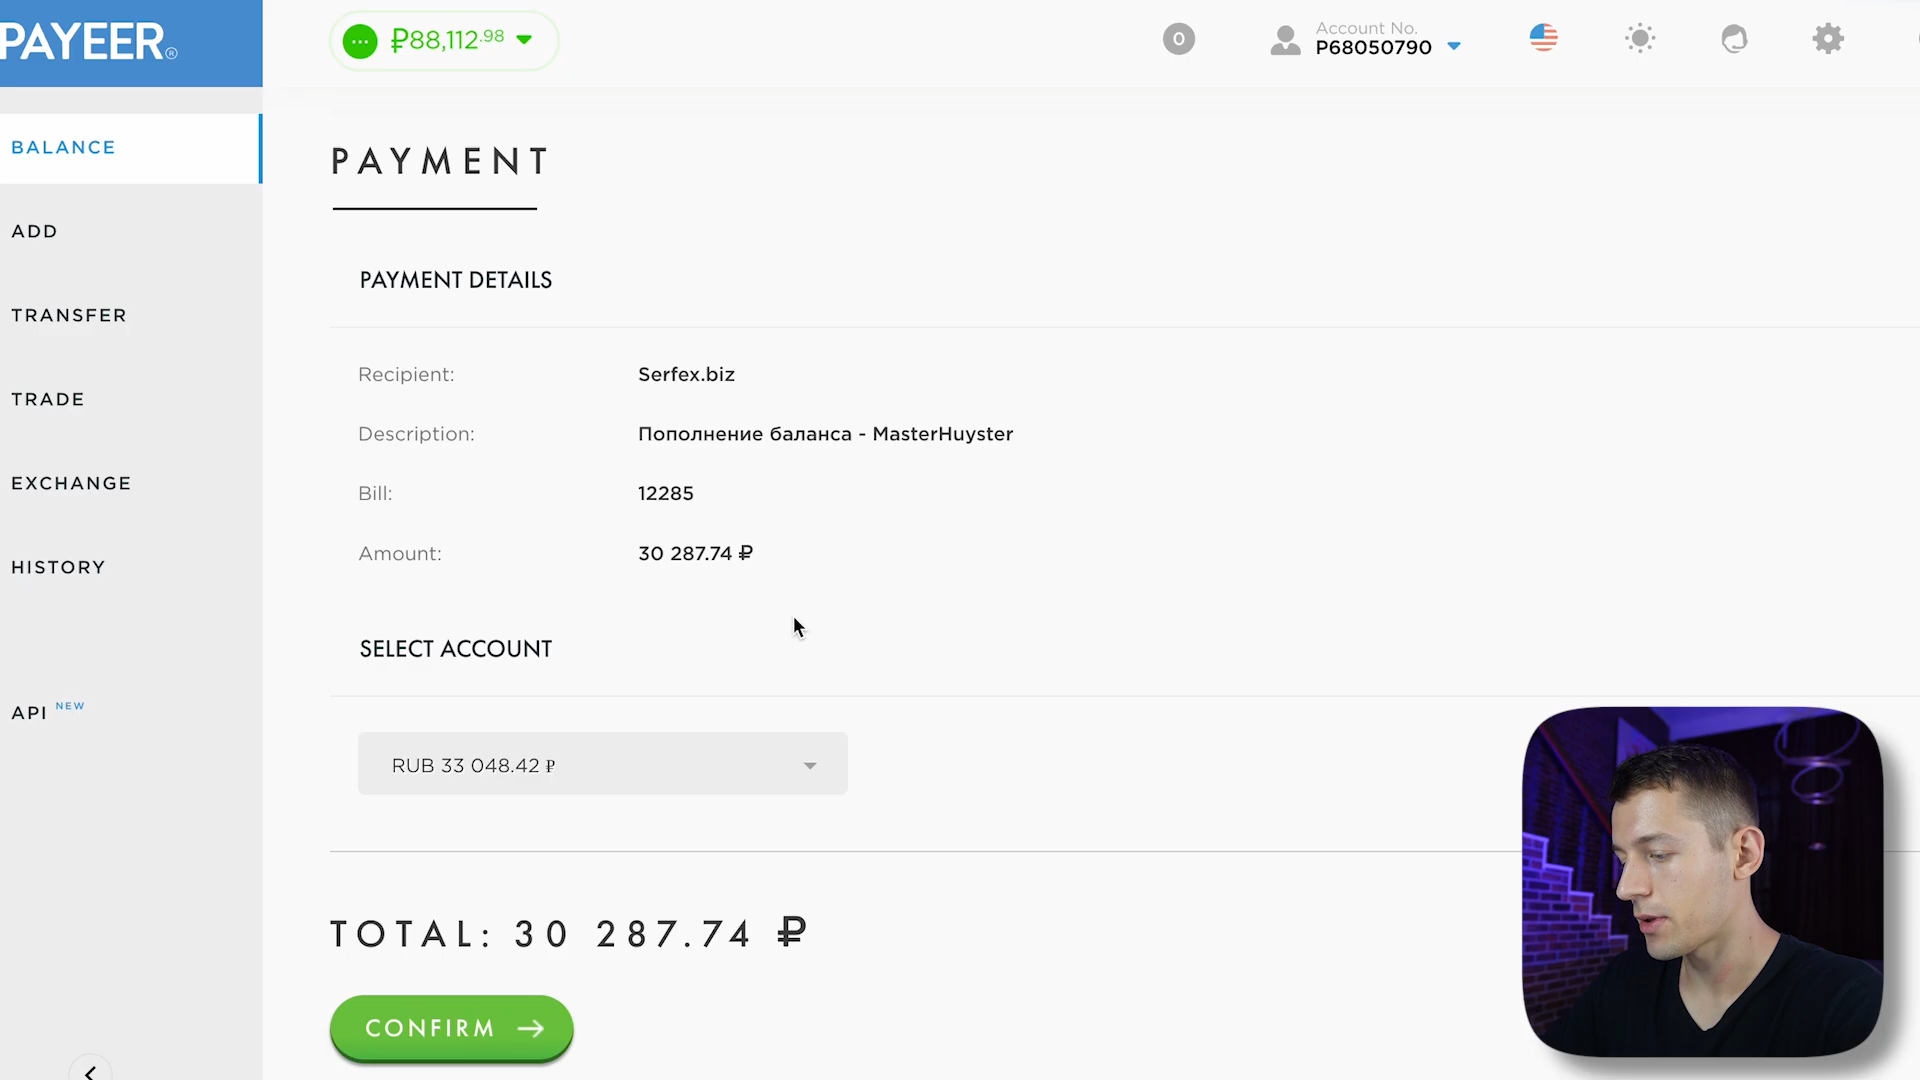 PAYEER®
₽88,112.98
0
Account No.
P68050790
BALANCE
ADD
TRANSFER
TRADE
EXCHANGE
HISTORY
API NEW
PAYMENT
PAYMENT DETAILS
Recipient: Serfex.biz
Description: Пополнение баланса - MasterHuyster
Bill: 12285
Amount: 30 287.74 ₽
SELECT ACCOUNT
RUB 33 048.42 ₽
TOTAL: 30 287.74 ₽
CONFIRM →